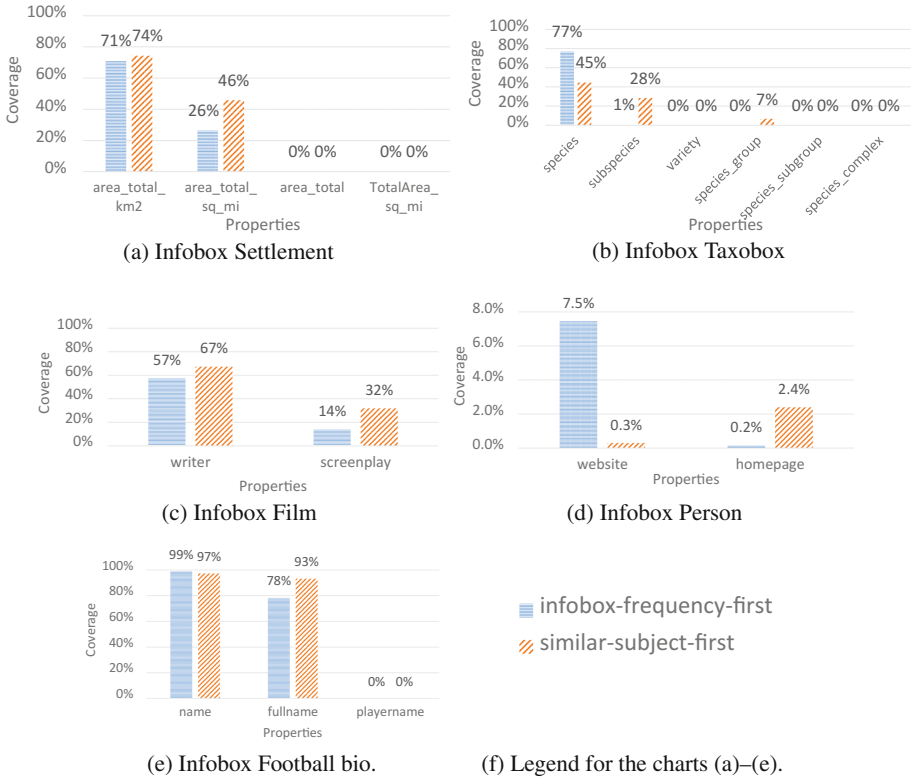 100%
80%
60%
40%
20%
0%
Coverage
71% 74%
26% 46%
0% 0%
0% 0%
area_total_
km2
area_total_
sq_mi
area_total
TotalArea_
sq_mi
Properties
(a) Infobox Settlement
100%
80%
60%
40%
20%
0%
Coverage
77% 45%
1% 28%
0% 0%
0% 7%
0% 0%
0% 0%
species
subspecies
variety
species_group
species_subgroup
species_complex
Properties
(b) Infobox Taxobox
100%
80%
60%
40%
20%
0%
Coverage
57% 67%
14% 32%
writer
screenplay
Properties
(c) Infobox Film
8.0%
6.0%
4.0%
2.0%
0.0%
Coverage
7.5% 0.3%
0.2% 2.4%
website
homepage
Properties
(d) Infobox Person
100%
80%
60%
40%
20%
0%
Coverage
99% 97%
78% 93%
0% 0%
name
fullname
playername
Properties
(e) Infobox Football bio.
infobox-frequency-first
similar-subject-first
(f) Legend for the charts (a)–(e).